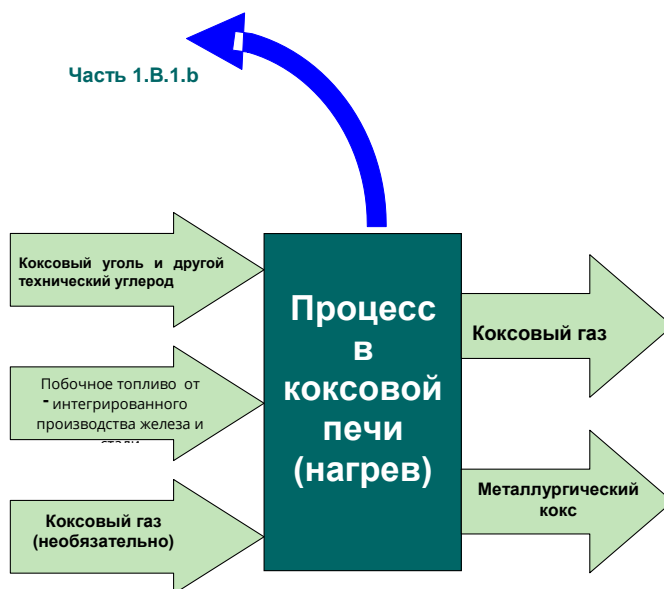 Часть 1.B.1.b
Коксовый уголь и другой
технический углерод
Побочное топливо от
- интегрированного
производства железа и
стали
Коксовый газ
(необязательно)
Процесс
в
коксовой
печи
(нагрев)
Коксовый газ
Металлургический
кокс